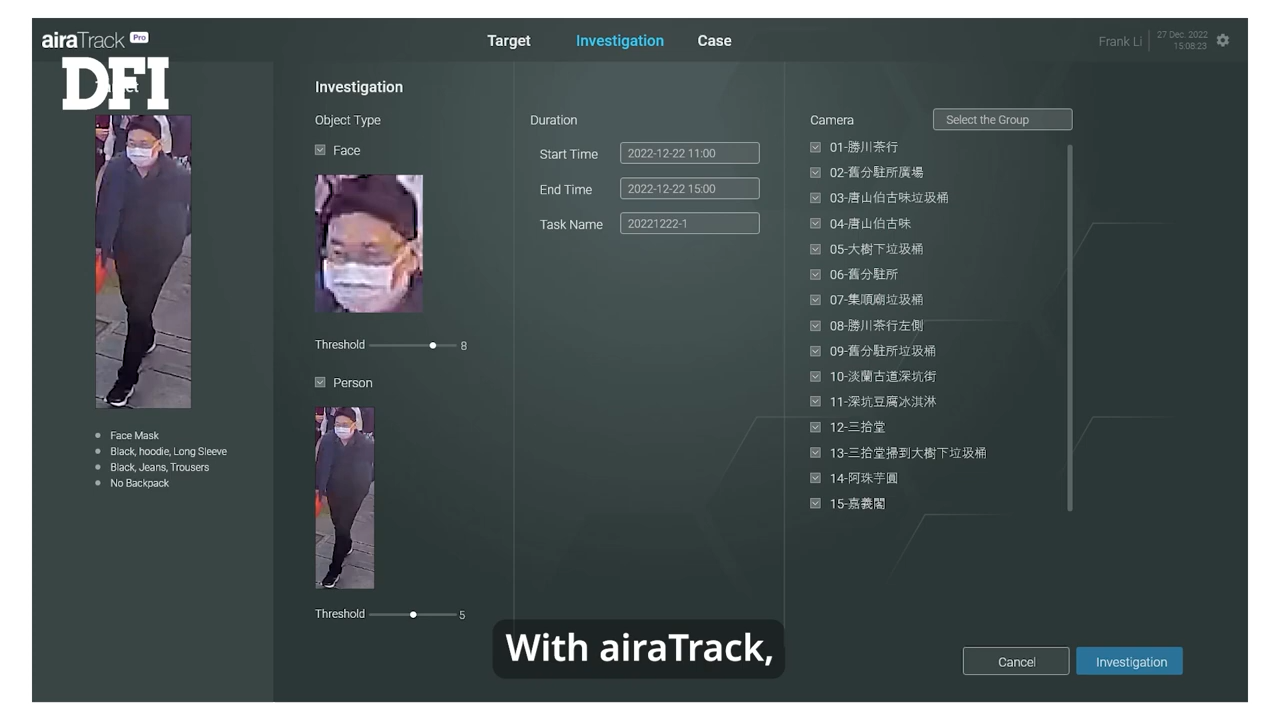 airaTrack Pro
Target
Investigation
Case
Frank Li
27 Dec. 2022
15:08:23
DFI
Face Mask
Black, hoodie, Long Sleeve
Black, Jeans, Trousers
No Backpack
Investigation
Object Type
Face
Threshold 8
Person
Threshold 5
Duration
Start Time 2022-12-22 11:00
End Time 2022-12-22 15:00
Task Name 20221222-1
Camera Select the Group
01-勝川茶行
02-舊分駐所廣場
03-唐山伯古味垃圾桶
04-唐山伯古味
05-大樹下垃圾桶
06-舊分駐所
07-集順廟垃圾桶
08-勝川茶行左側
09-舊分駐所垃圾桶
10-淡蘭古道深坑街
11-深坑豆腐冰淇淋
12-三拾堂
13-三拾堂掃到大樹下垃圾桶
14-阿珠芋圓
15-嘉義閣
With airaTrack,
Cancel
Investigation